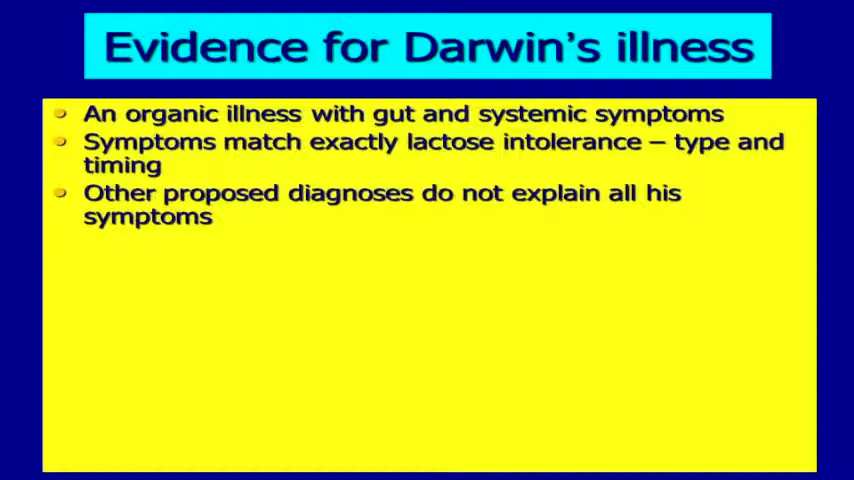 Evidence for Darwin’s illness
An organic illness with gut and systemic symptoms
Symptoms match exactly lactose intolerance – type and
timing
Other proposed diagnoses do not explain all his
symptoms